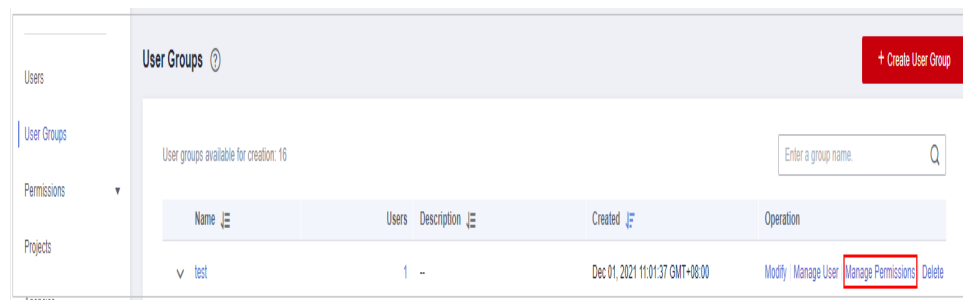 User Groups ?
+ Create User Group
Users
User Groups
Permissions
Projects
User groups available for creation: 16
Enter a group name.
Name Users Description Created Operation
test 1 -- Dec 01, 2021 11:01:37 GMT+08:00 Modify Manage User Manage Permissions Delete